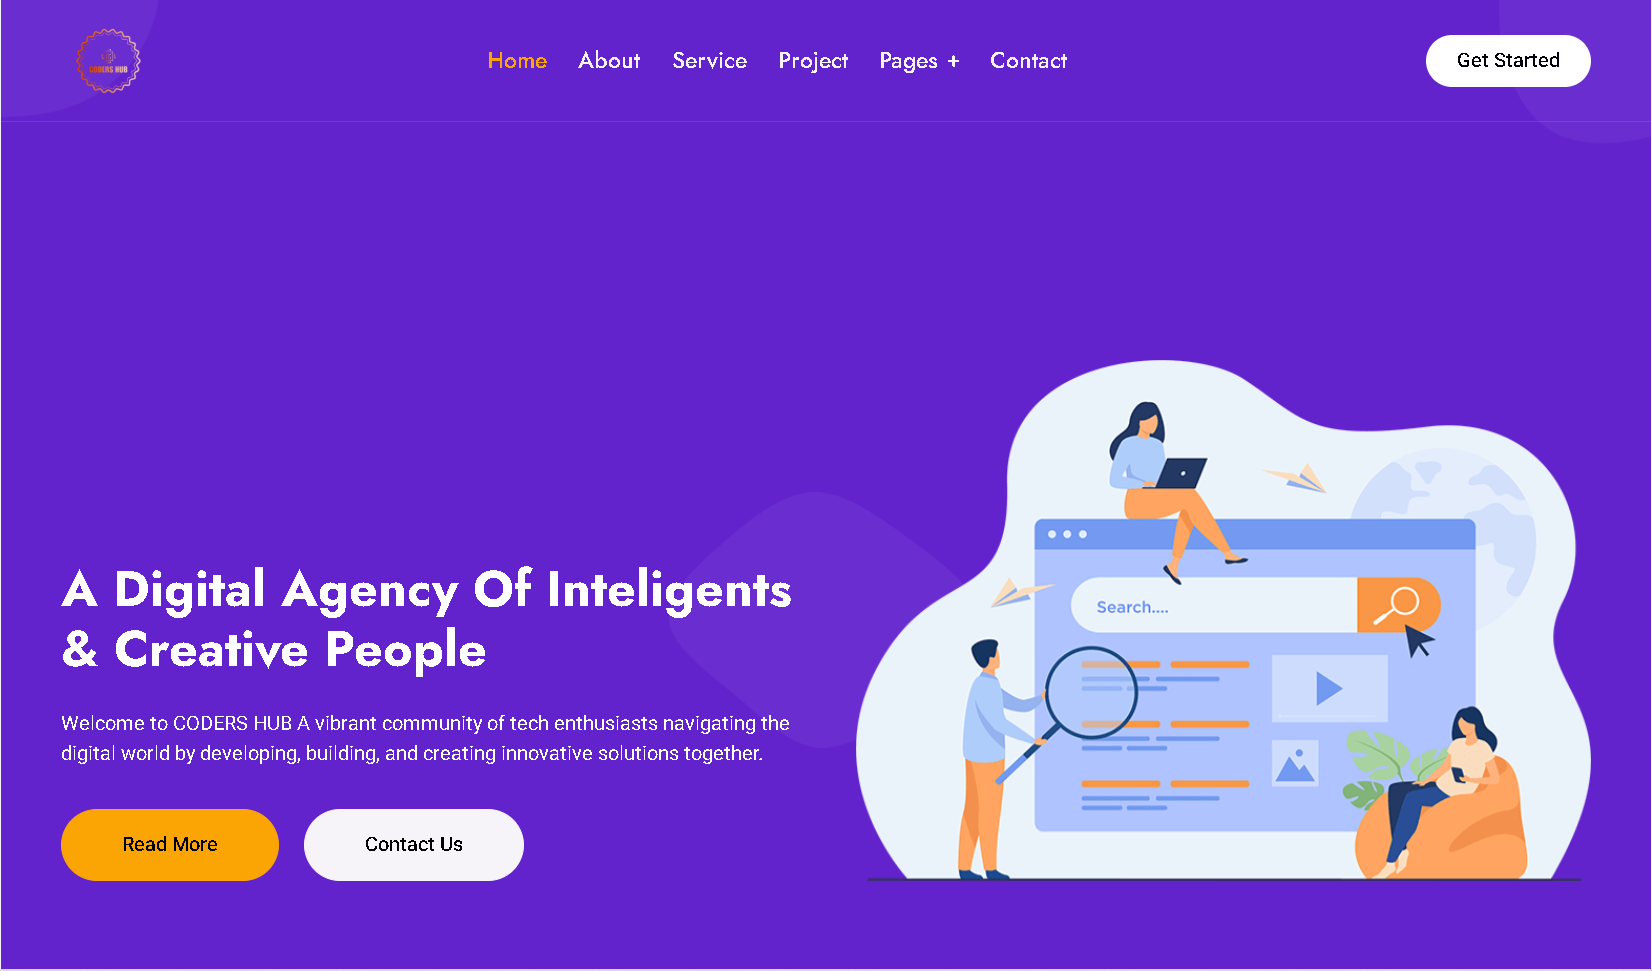 CODERS HUB
Home About Service Project Pages + Contact
Get Started
A Digital Agency Of Inteligents
& Creative People
Welcome to CODERS HUB A vibrant community of tech enthusiasts navigating the
digital world by developing, building, and creating innovative solutions together.
Read More
Contact Us
Search....